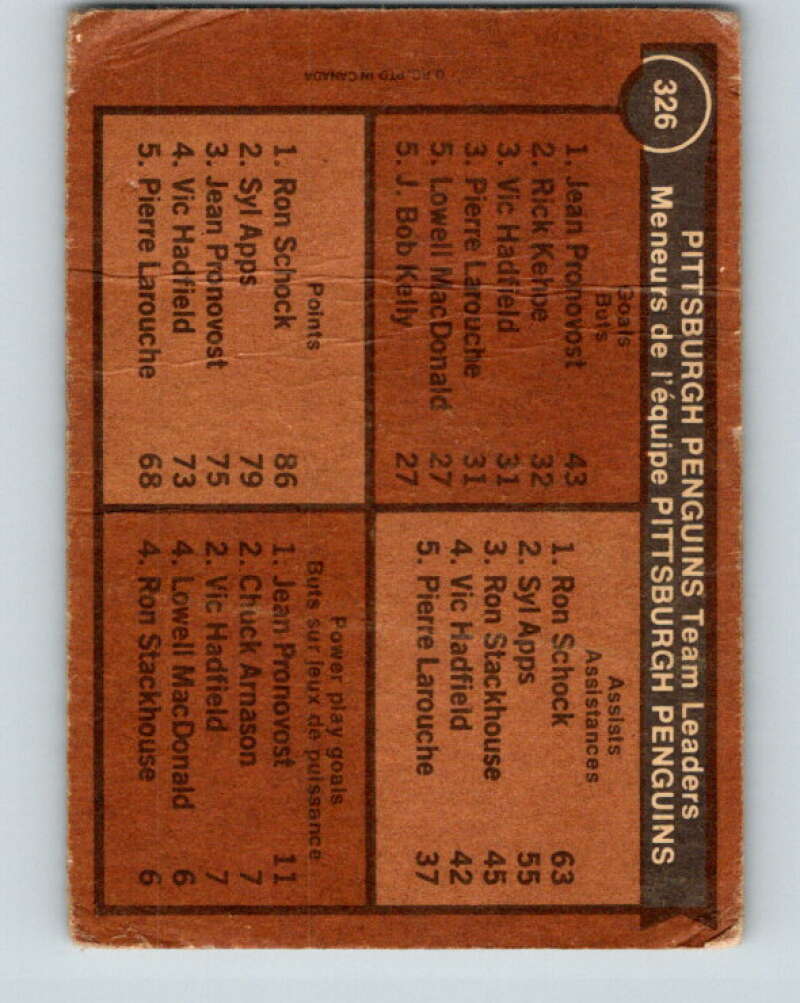 326
PITTSBURGH PENGUINS Team Leaders
Meneurs de l'équipe PITTSBURGH PENGUINS
Goals
Buts
1. Jean Pronovost 43
2. Rick Kehoe 32
3. Vic Hadfield 31
3. Pierre Larouche 31
5. Lowell MacDonald 27
5. J. Bob Kelly 27
Assists
Assistances
1. Ron Schock 63
2. Syl Apps 55
3. Ron Stackhouse 45
4. Vic Hadfield 42
5. Pierre Larouche 37
Points
1. Ron Schock 86
2. Syl Apps 79
3. Jean Pronovost 75
4. Vic Hadfield 73
5. Pierre Larouche 68
Power play goals
Buts sur jeux de puissance
1. Jean Pronovost 11
2. Chuck Arnason 7
2. Vic Hadfield 7
4. Lowell MacDonald 6
4. Ron Stackhouse 6
PTD IN CANADA